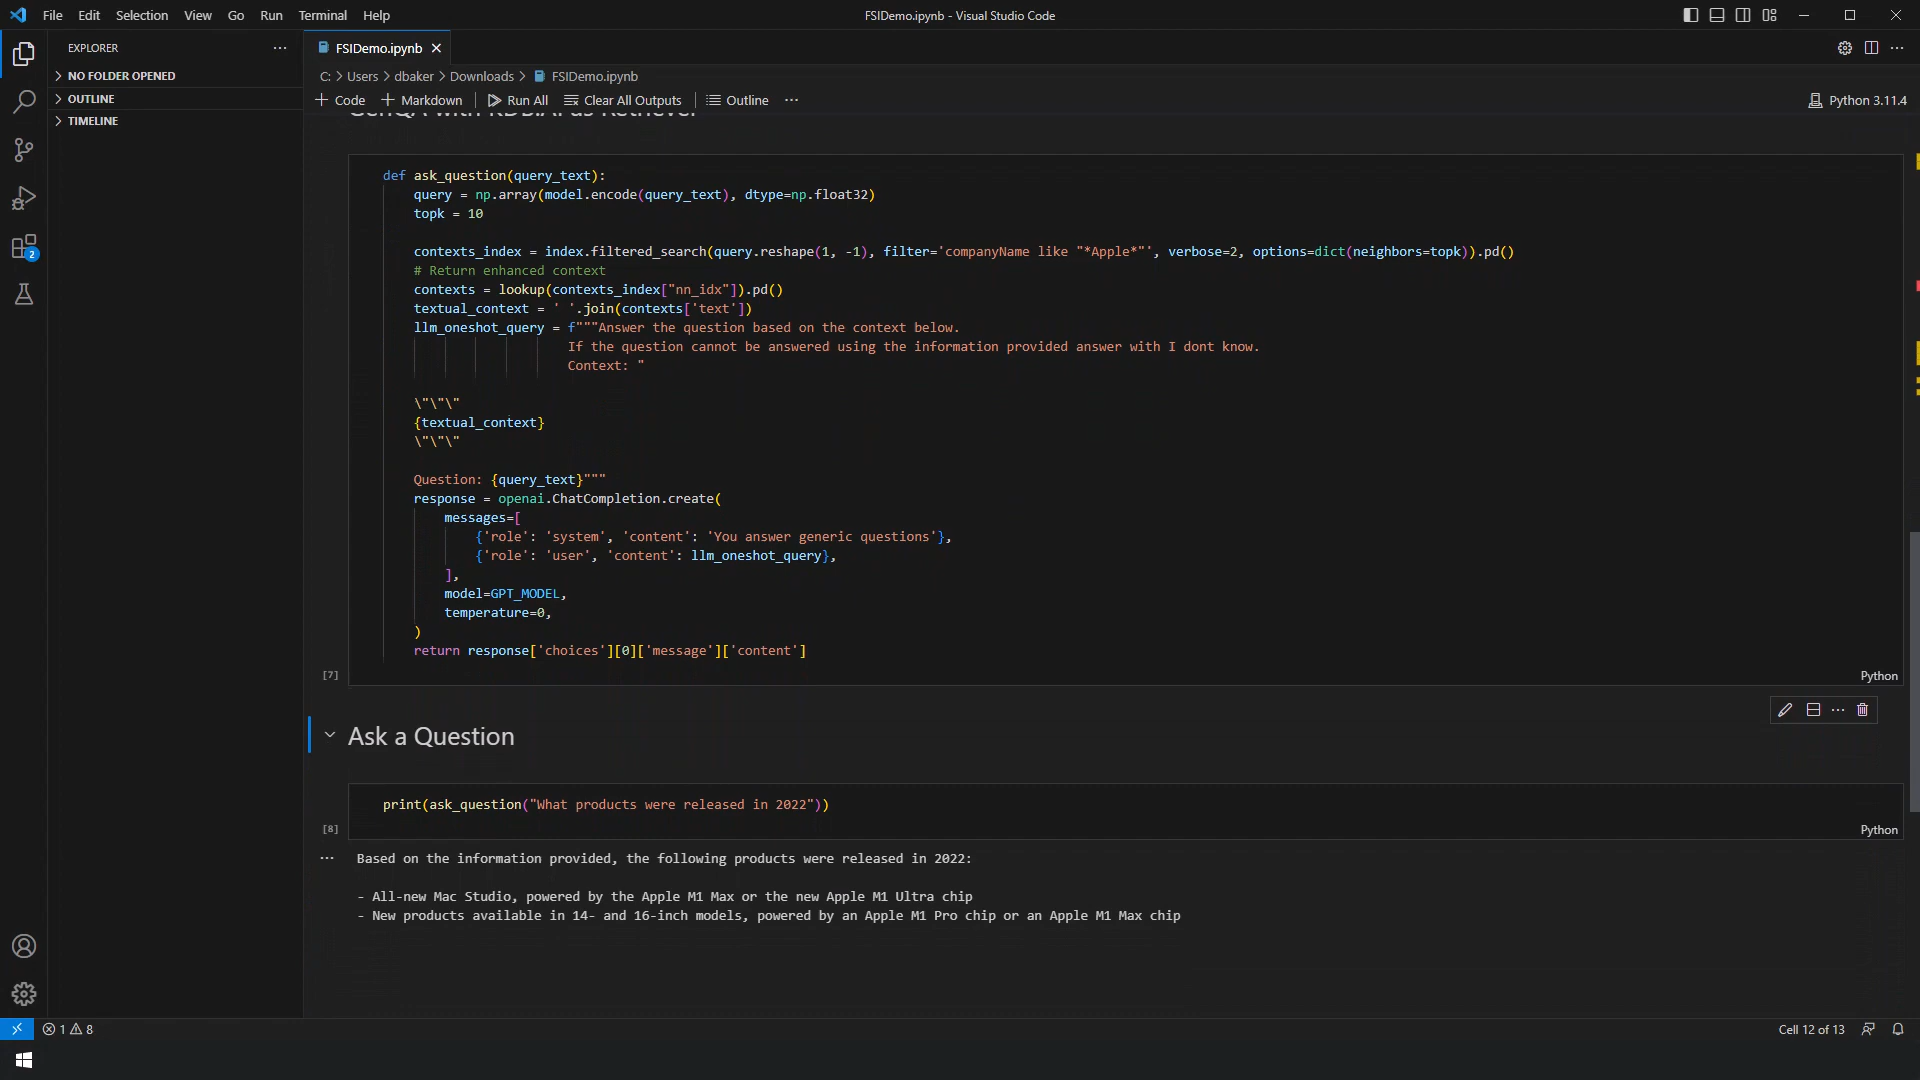 File Edit Selection View Go Run Terminal Help
FSIDemo.ipynb - Visual Studio Code
EXPLORER
NO FOLDER OPENED
OUTLINE
TIMELINE
2
FSIDemo.ipynb
C: > Users > dbaker > Downloads > FSIDemo.ipynb
+ Code + Markdown | Run All Clear All Outputs | Outline ...
Python 3.11.4
GenQA with KDB.AI as Retriever
def ask_question(query_text):
    query = np.array(model.encode(query_text), dtype=np.float32)
    topk = 10
    contexts_index = index.filtered_search(query.reshape(1, -1), filter='companyName like "*Apple*"', verbose=2, options=dict(neighbors=topk)).pd()
    # Return enhanced context
    contexts = lookup(contexts_index["nn_idx"]).pd()
    textual_context = ' '.join(contexts['text'])
    llm_oneshot_query = f"""Answer the question based on the context below.
                        If the question cannot be answered using the information provided answer with I dont know.
                        Context: "
    \"\"\"
    {textual_context}
    \"\"\"
    Question: {query_text}"""
    response = openai.ChatCompletion.create(
        messages=[
            {'role': 'system', 'content': 'You answer generic questions'},
            {'role': 'user', 'content': llm_oneshot_query},
        ],
        model=GPT_MODEL,
        temperature=0,
    )
    return response['choices'][0]['message']['content']
[7]
Python
Ask a Question
print(ask_question("What products were released in 2022"))
[8]
Python
Based on the information provided, the following products were released in 2022:
- All-new Mac Studio, powered by the Apple M1 Max or the new Apple M1 Ultra chip
- New products available in 14- and 16-inch models, powered by an Apple M1 Pro chip or an Apple M1 Max chip
1 8
Cell 12 of 13